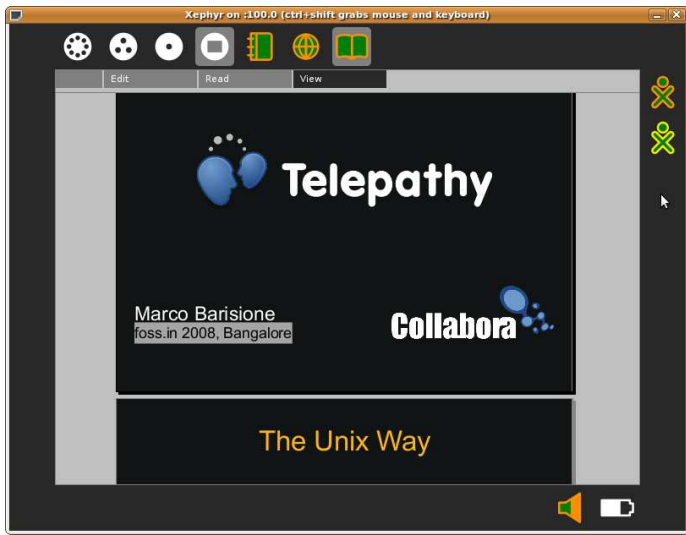 Xephyr on :100.0 (ctrl+shift grabs mouse and keyboard)
Edit
Read
View
Telepathy
Marco Barisione
foss.in 2008, Bangalore
Collabora
The Unix Way